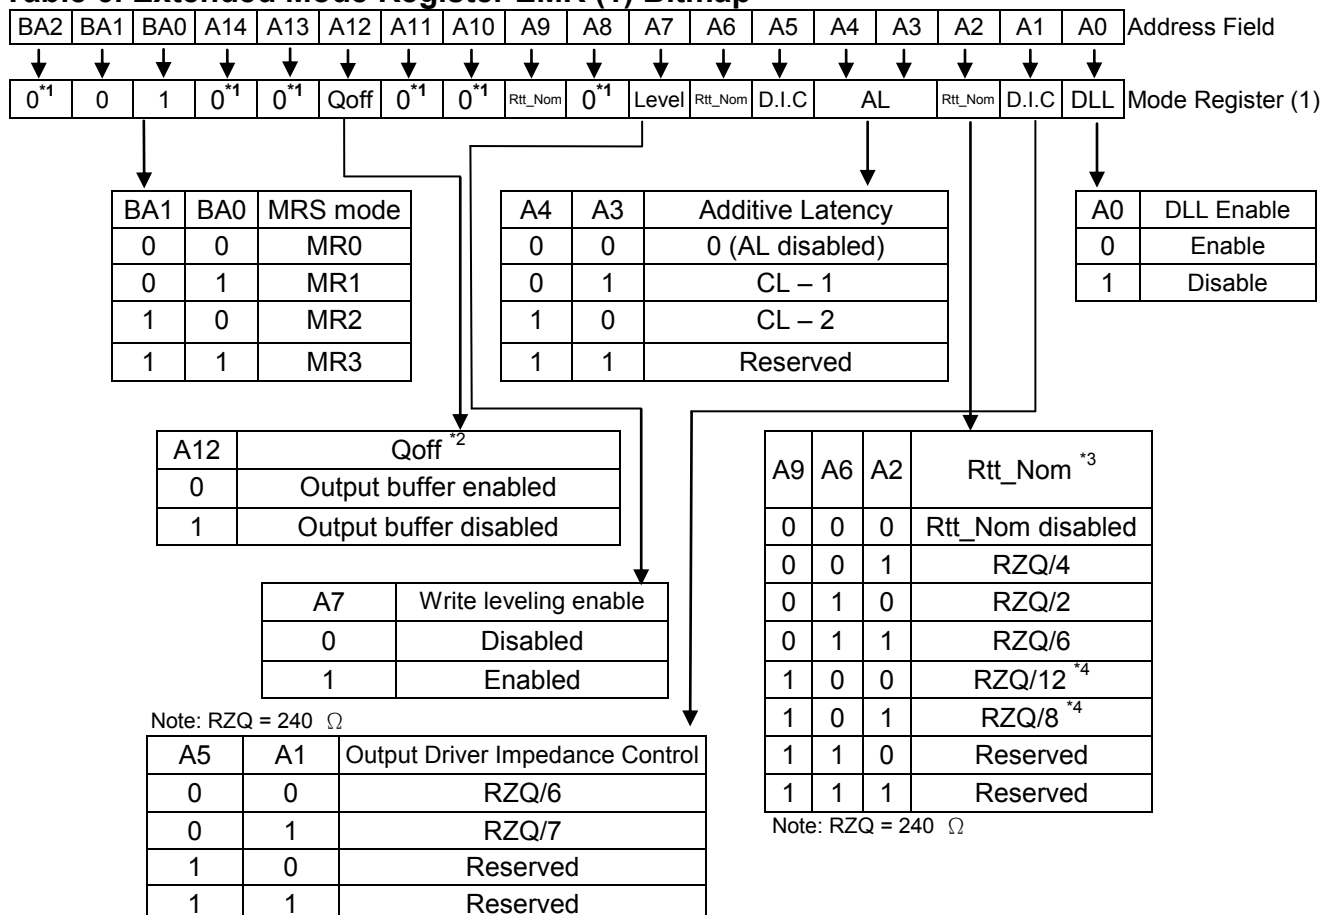 Table 6. Extended Mode Register EMR (1) Bitmap
BA2 BA1 BA0 A14 A13 A12 A11 A10 A9 A8 A7 A6 A5 A4 A3 A2 A1 A0 Address Field
0*1 0 1 0*1 0*1 Qoff 0*1 0*1 Rtt_Nom 0*1 Level Rtt_Nom D.I.C AL Rtt_Nom D.I.C DLL Mode Register (1)
BA1 BA0 MRS mode
0 0 MR0
0 1 MR1
1 0 MR2
1 1 MR3
A4 A3 Additive Latency
0 0 0 (AL disabled)
0 1 CL – 1
1 0 CL – 2
1 1 Reserved
A0 DLL Enable
0 Enable
1 Disable
A12 Qoff *2
0 Output buffer enabled
1 Output buffer disabled
A7 Write leveling enable
0 Disabled
1 Enabled
Note: RZQ = 240 Ω
A5 A1 Output Driver Impedance Control
0 0 RZQ/6
0 1 RZQ/7
1 0 Reserved
1 1 Reserved
A9 A6 A2 Rtt_Nom *3
0 0 0 Rtt_Nom disabled
0 0 1 RZQ/4
0 1 0 RZQ/2
0 1 1 RZQ/6
1 0 0 RZQ/12 *4
1 0 1 RZQ/8 *4
1 1 0 Reserved
1 1 1 Reserved
Note: RZQ = 240 Ω